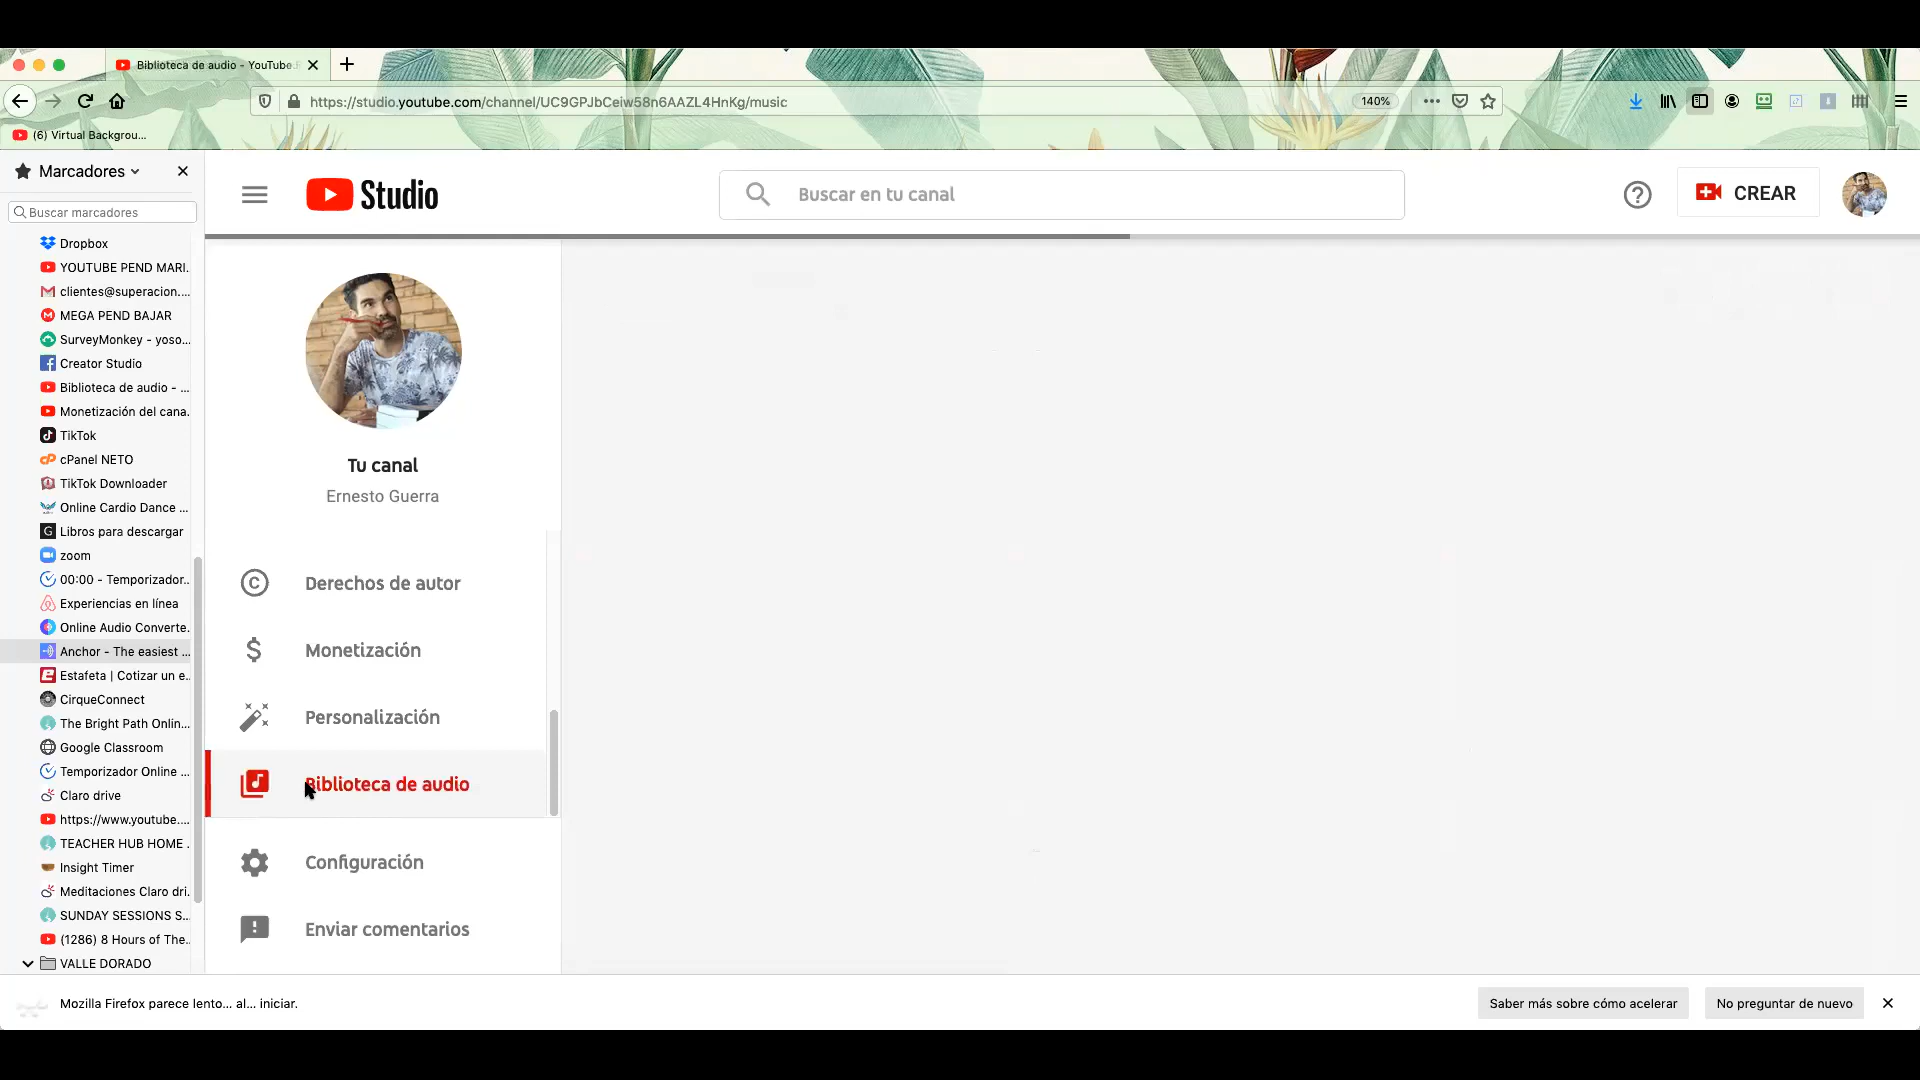 Biblioteca de audio - YouTube
https://studio.youtube.com/channel/UC9GPJbCeiw58n6AAZL4HnKg/music
140%
(6) Virtual Backgrou...
Marcadores
Buscar marcadores
Dropbox
YOUTUBE PEND MARI.
clientes@superacion....
MEGA PEND BAJAR
SurveyMonkey - yoso...
Creator Studio
Biblioteca de audio - ...
Monetización del cana.
TikTok
cPanel NETO
TikTok Downloader
Online Cardio Dance ...
Libros para descargar
zoom
00:00 - Temporizador..
Experiencias en línea
Online Audio Converte.
Anchor - The easiest ...
Estafeta | Cotizar un e..
CirqueConnect
The Bright Path Onlin...
Google Classroom
Temporizador Online ...
Claro drive
https://www.youtube....
TEACHER HUB HOME .
Insight Timer
Meditaciones Claro dri.
SUNDAY SESSIONS S...
(1286) 8 Hours of The..
VALLE DORADO
Studio
Buscar en tu canal
CREAR
Tu canal
Ernesto Guerra
Derechos de autor
Monetización
Personalización
Biblioteca de audio
Configuración
Enviar comentarios
Mozilla Firefox parece lento... al... iniciar.
Saber más sobre cómo acelerar
No preguntar de nuevo